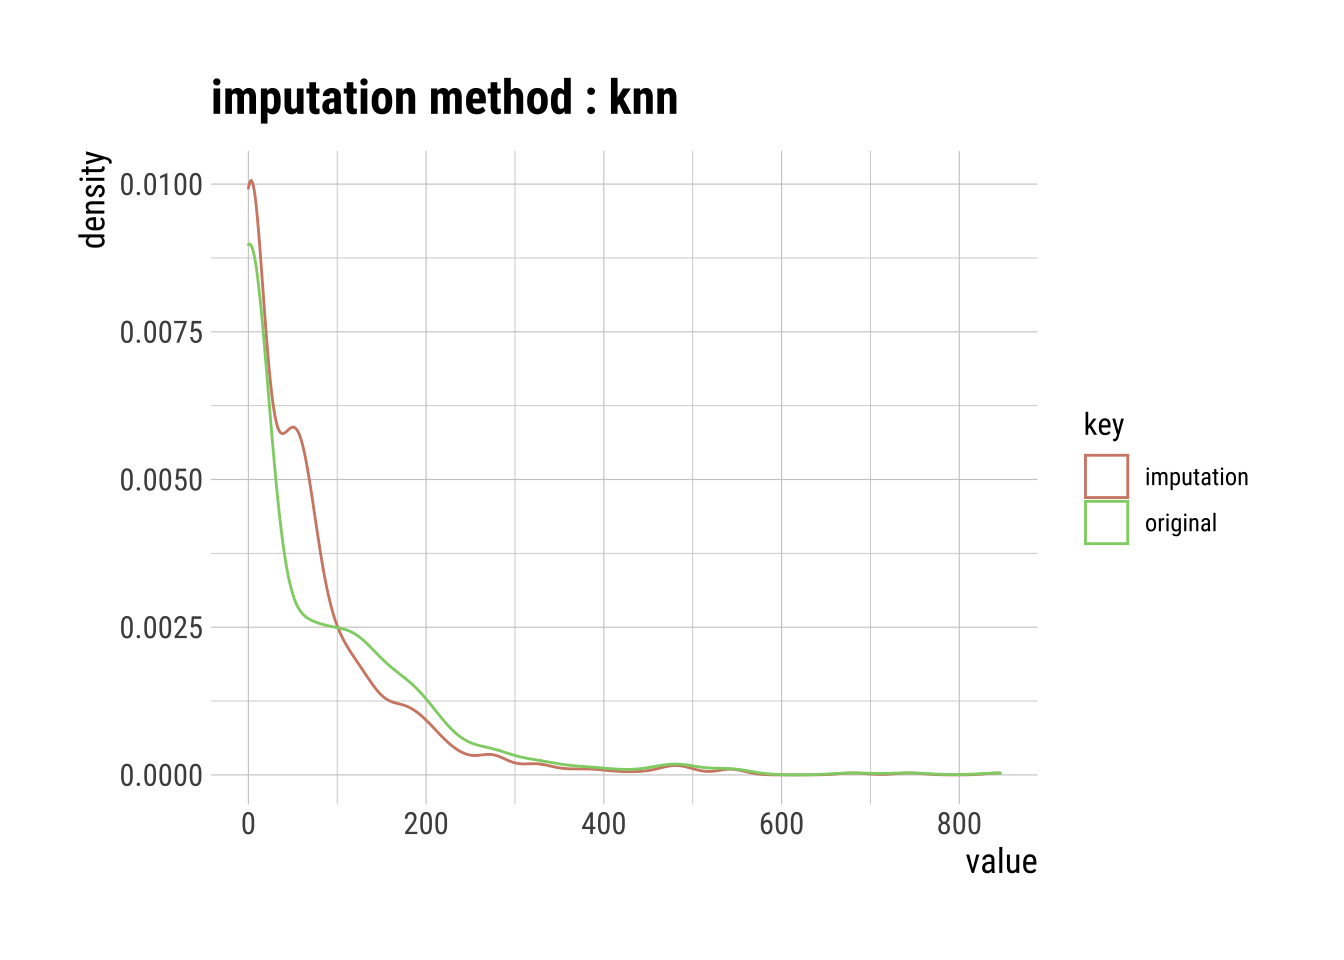 imputation method : knn
density
0.0100
0.0075
0.0050
0.0025
0.0000
0 200 400 600 800
value
key
imputation
original